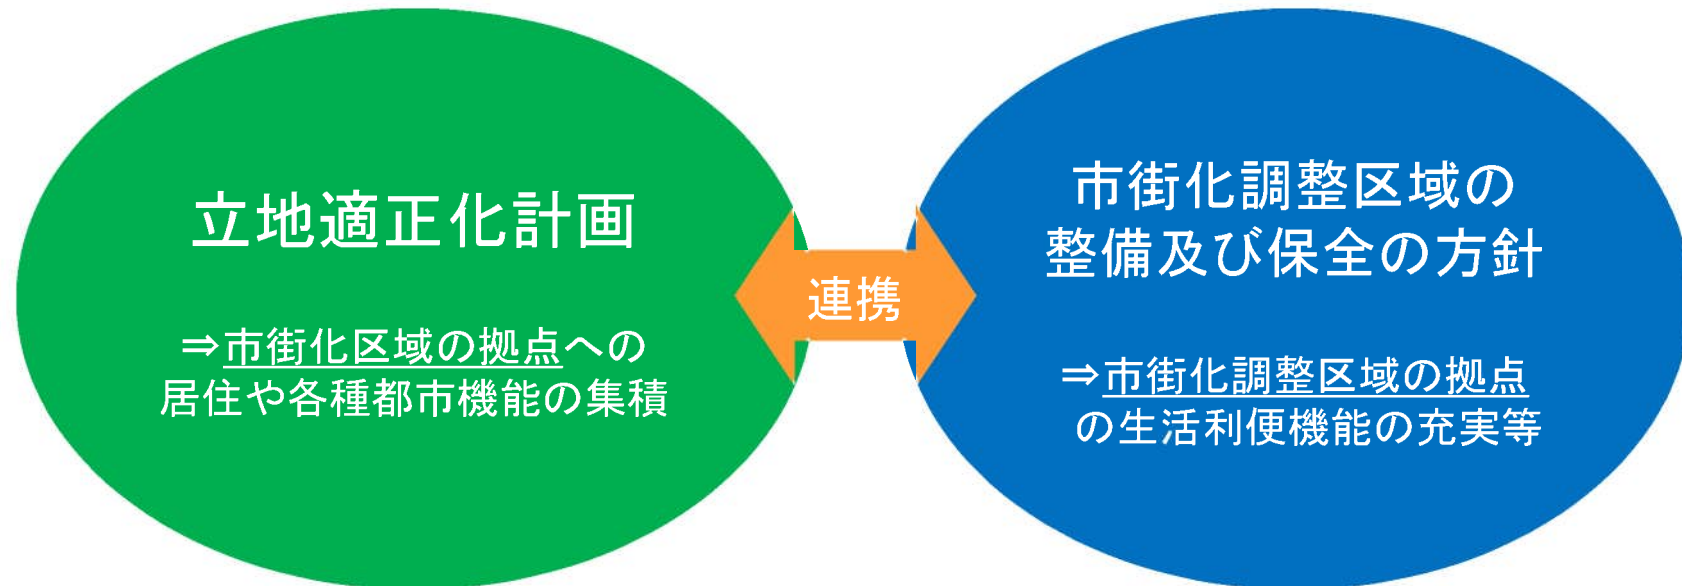 立地適正化計画
⇒市街化区域の拠点への
居住や各種都市機能の集積
連携
市街化調整区域の
整備及び保全の方針
⇒市街化調整区域の拠点
の生活利便機能の充実等